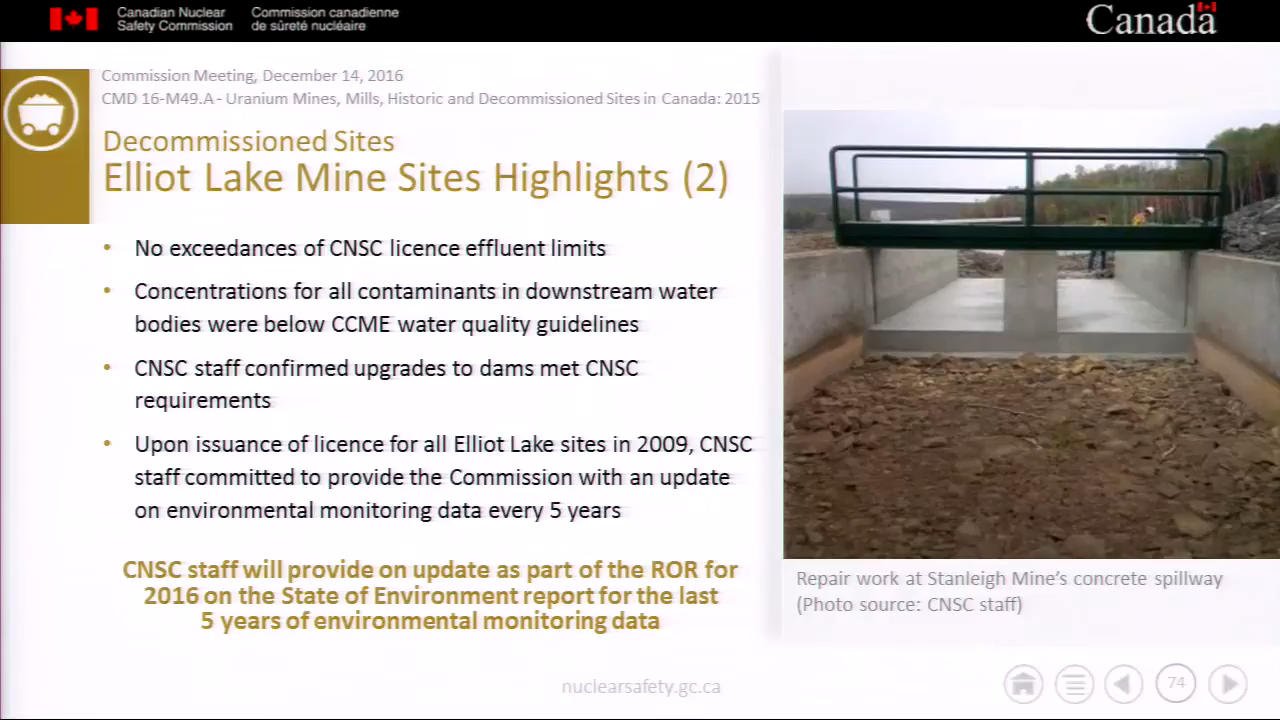 Canadian Nuclear
Safety Commission
Commission canadienne
de sûreté nucléaire
Canada
Commission Meeting, December 14, 2016
CMD 16-M49.A - Uranium Mines, Mills, Historic and Decommissioned Sites in Canada: 2015
Decommissioned Sites
Elliot Lake Mine Sites Highlights (2)
• No exceedances of CNSC licence effluent limits
• Concentrations for all contaminants in downstream water
bodies were below CCME water quality guidelines
• CNSC staff confirmed upgrades to dams met CNSC
requirements
• Upon issuance of licence for all Elliot Lake sites in 2009, CNSC
staff committed to provide the Commission with an update
on environmental monitoring data every 5 years
CNSC staff will provide on update as part of the ROR for
2016 on the State of Environment report for the last
5 years of environmental monitoring data
Repair work at Stanleigh Mine's concrete spillway
(Photo source: CNSC staff)
nuclearsafety.gc.ca
74